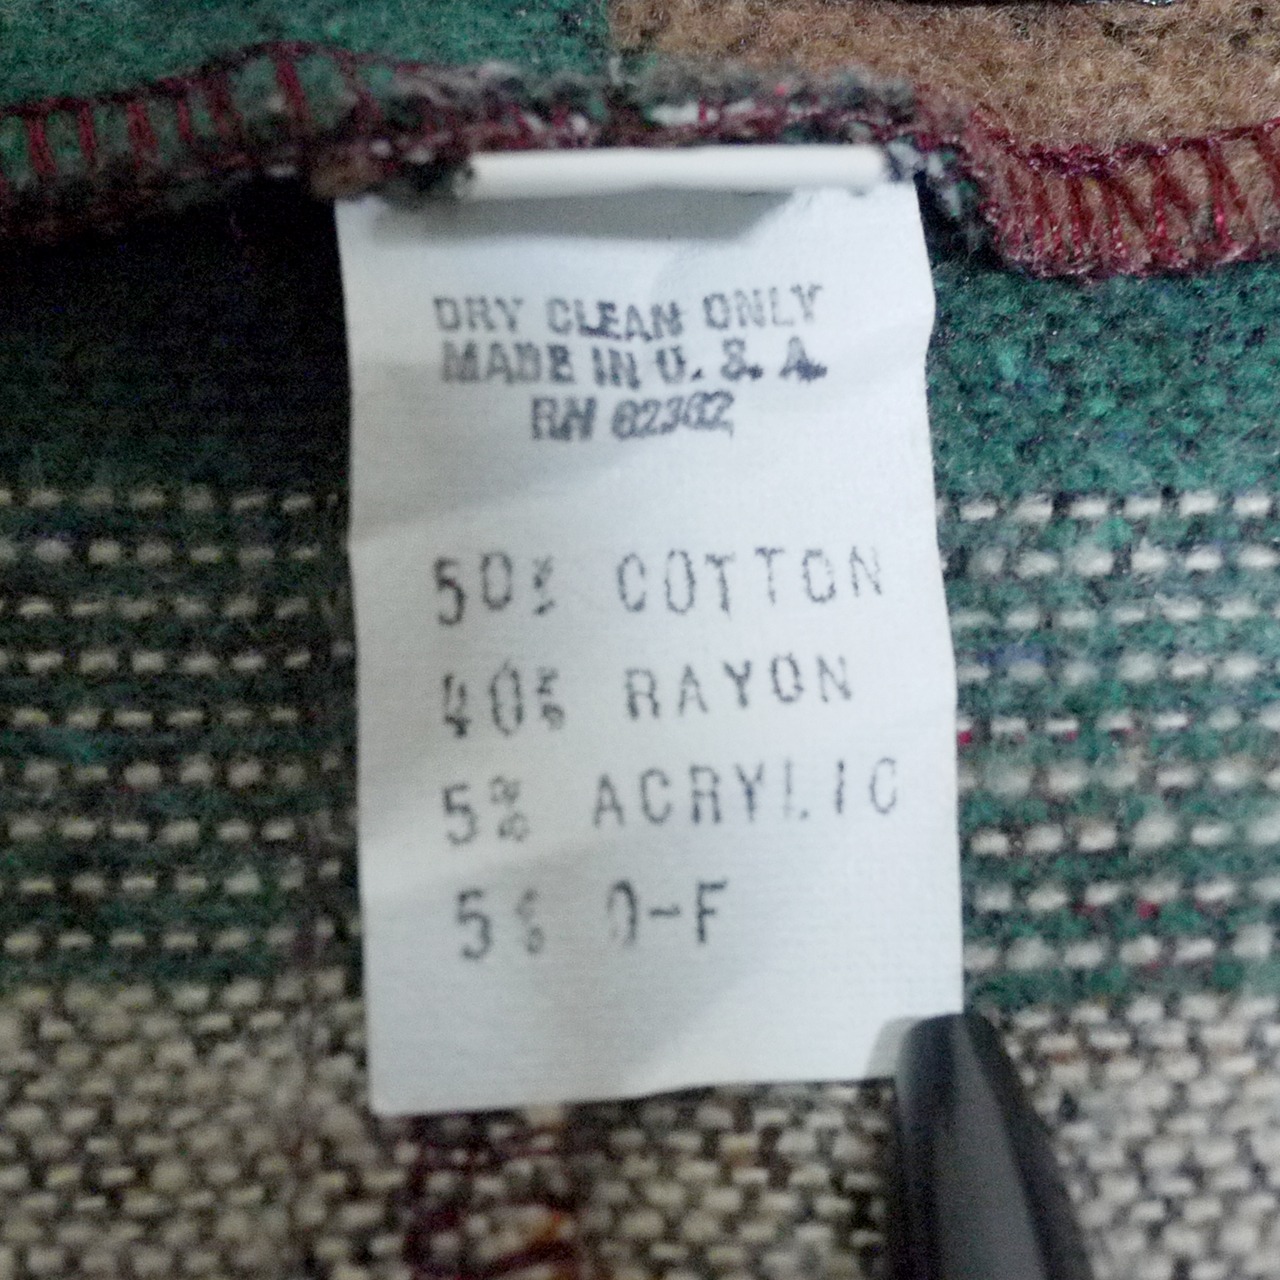 DRY CLEAN ONLY
MADE IN U.S.A.
RN 62362
50% COTTON
40% RAYON
5% ACRYLIC
5% O-F